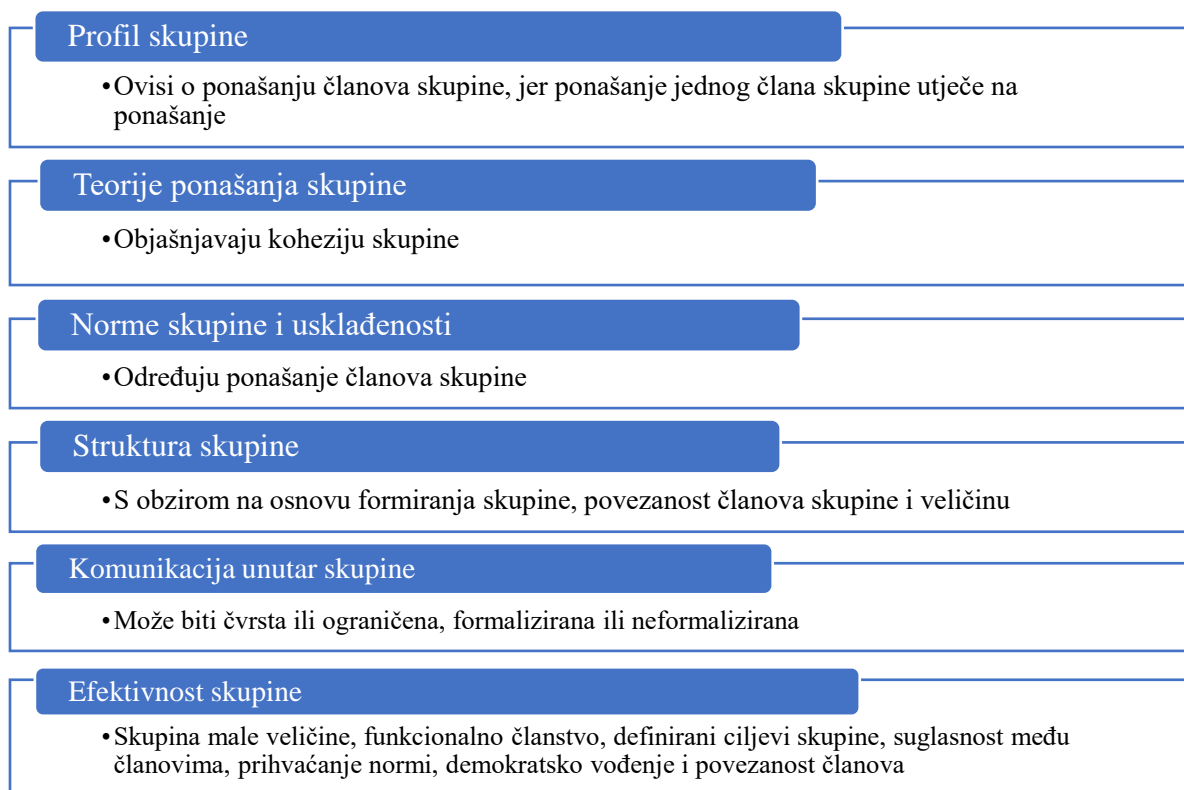 Profil skupine
•Ovisi o ponašanju članova skupine, jer ponašanje jednog člana skupine utječe na
ponašanje
Teorije ponašanja skupine
•Objašnjavaju koheziju skupine
Norme skupine i usklađenosti
•Određuju ponašanje članova skupine
Struktura skupine
•S obzirom na osnovu formiranja skupine, povezanost članova skupine i veličinu
Komunikacija unutar skupine
•Može biti čvrsta ili ograničena, formalizirana ili neformalizirana
Efektivnost skupine
•Skupina male veličine, funkcionalno članstvo, definirani ciljevi skupine, suglasnost među
članovima, prihvaćanje normi, demokratsko vođenje i povezanost članova